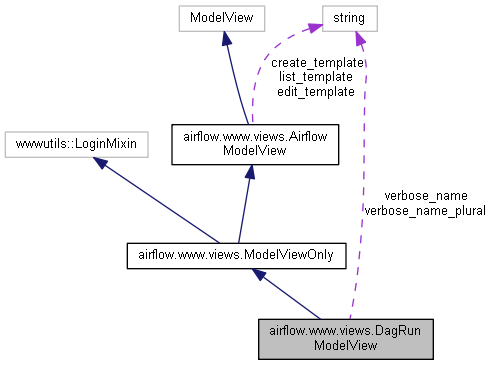 ModelView
string
create_template
list_template
edit_template
airflow.www.views.Airflow
ModelView
wwwutils::LoginMixin
verbose_name
verbose_name_plural
airflow.www.views.ModelViewOnly
airflow.www.views.DagRun
ModelView